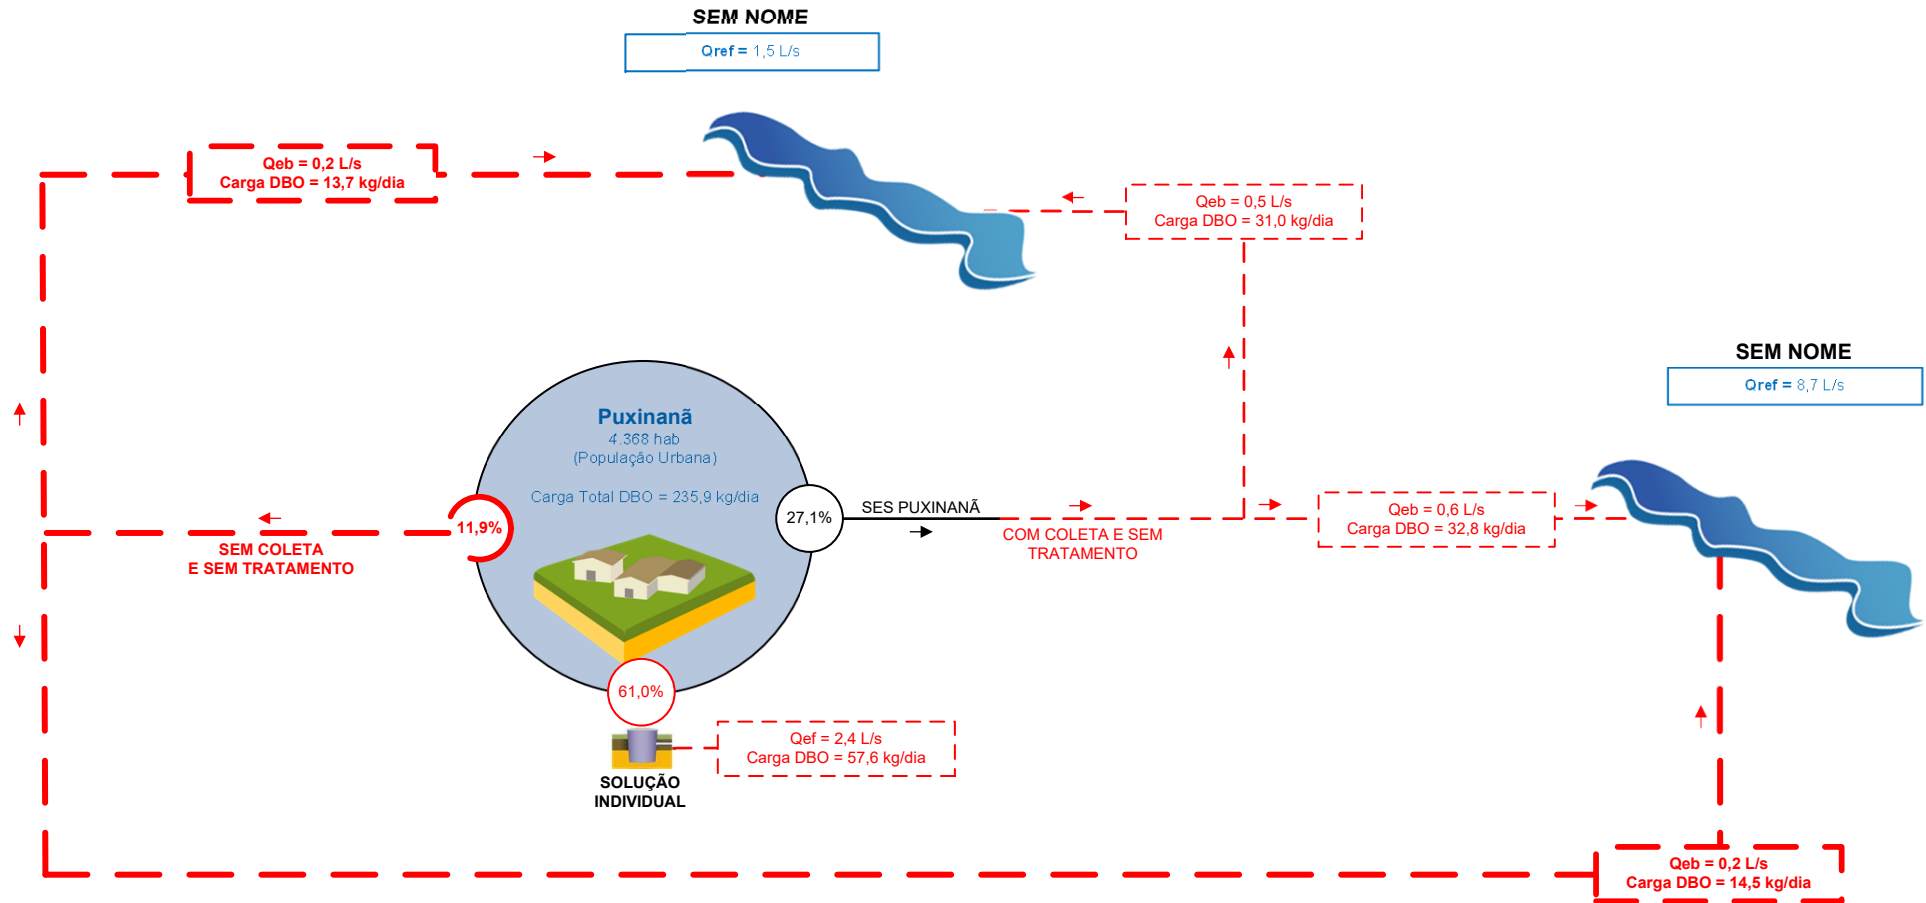 SEM NOME
Qref = 1,5 L/s
Qeb = 0,2 L/s
Carga DBO = 13,7 kg/dia
Qeb = 0,5 L/s
Carga DBO = 31,0 kg/dia
SEM NOME
Qref = 8,7 L/s
Puxinanã
4.368 hab
(População Urbana)
Carga Total DBO = 235,9 kg/dia
11,9%
27,1%
SES PUXINANÃ
COM COLETA E SEM
TRATAMENTO
Qeb = 0,6 L/s
Carga DBO = 32,8 kg/dia
SEM COLETA
E SEM TRATAMENTO
61,0%
Qef = 2,4 L/s
Carga DBO = 57,6 kg/dia
SOLUÇÃO
INDIVIDUAL
Qeb = 0,2 L/s
Carga DBO = 14,5 kg/dia